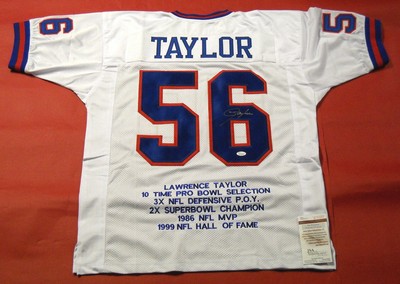 56
56
TAYLOR
56
LAWRENCE TAYLOR
10 TIME PRO BOWL SELECTION
3X NFL DEFENSIVE P.O.Y.
2X SUPERBOWL CHAMPION
1986 NFL MVP
1999 NFL HALL OF FAME